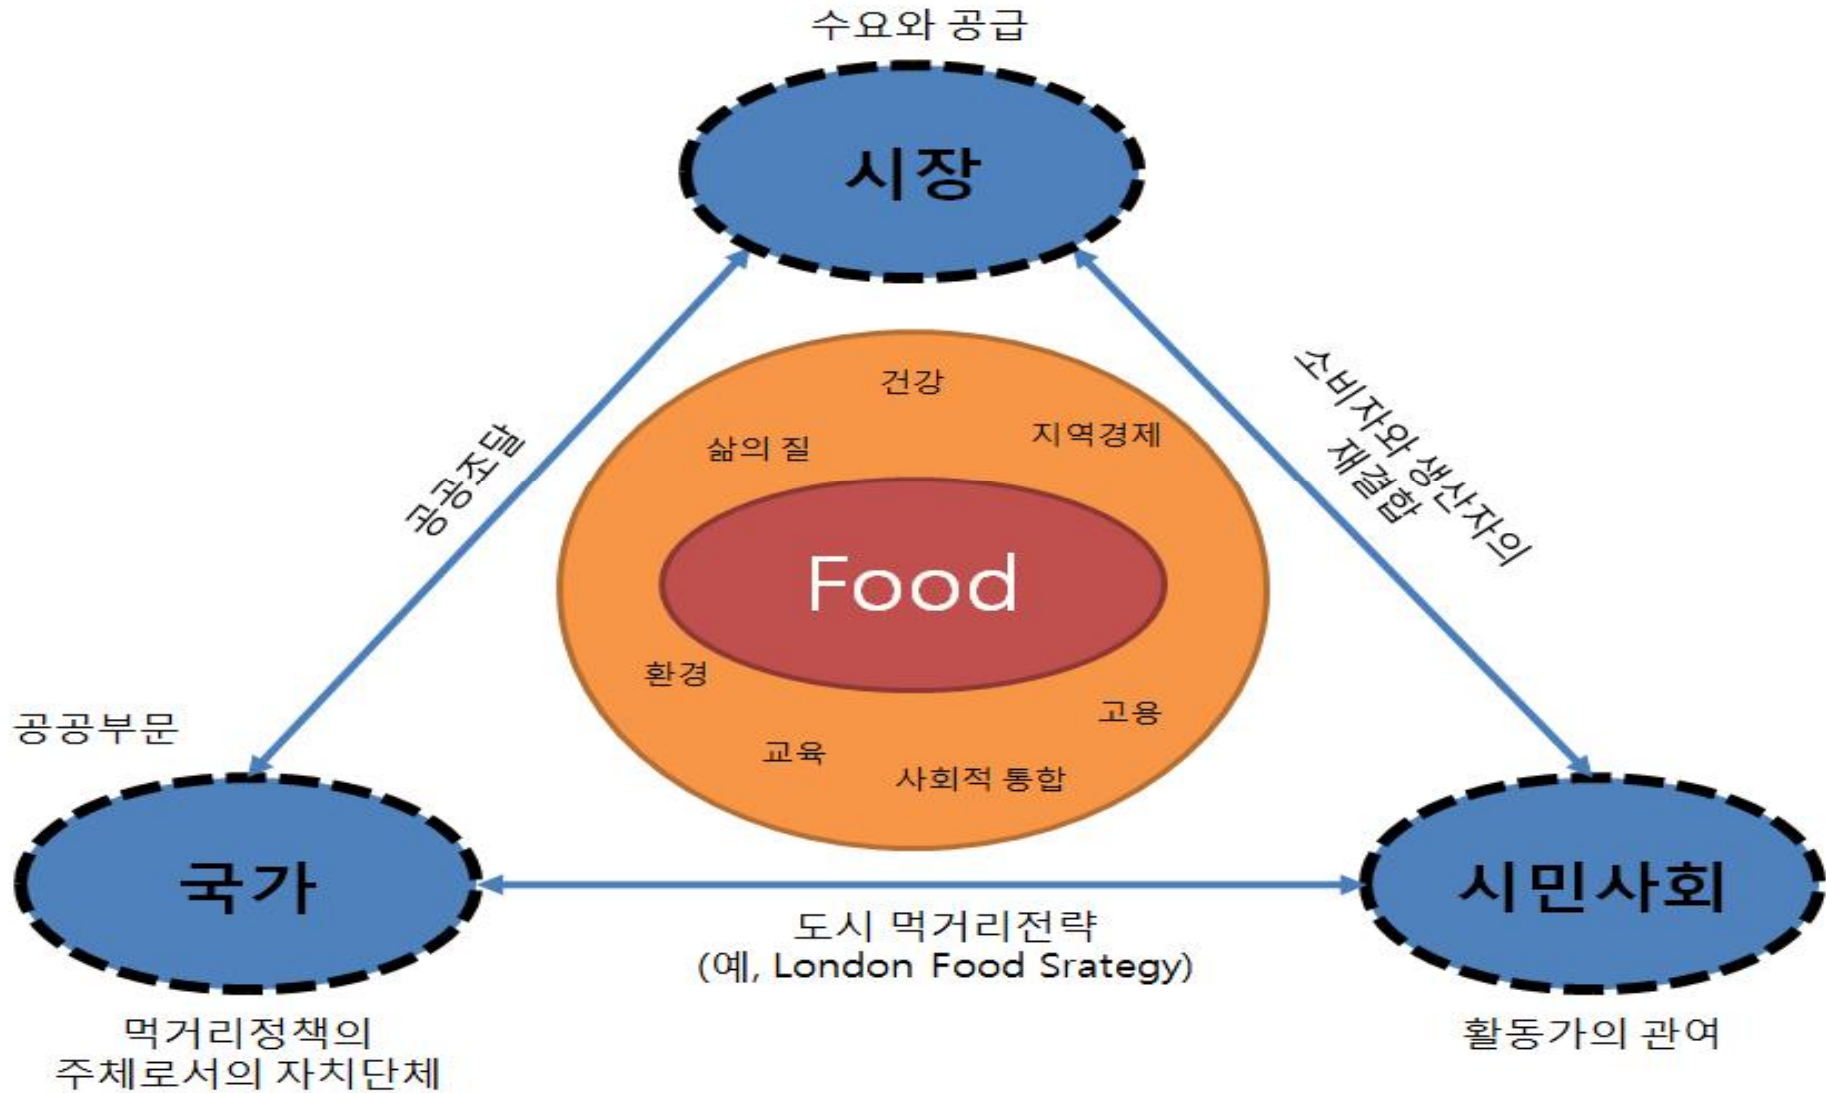 수요와 공급
시장
공공조달
소비자와 생산자의
재결합
건강
지역경제
삶의 질
Food
환경
고용
교육
사회적 통합
공공부문
국가
시민사회
도시 먹거리전략
(예, London Food Srategy)
먹거리정책의
주체로서의 자치단체
활동가의 관여